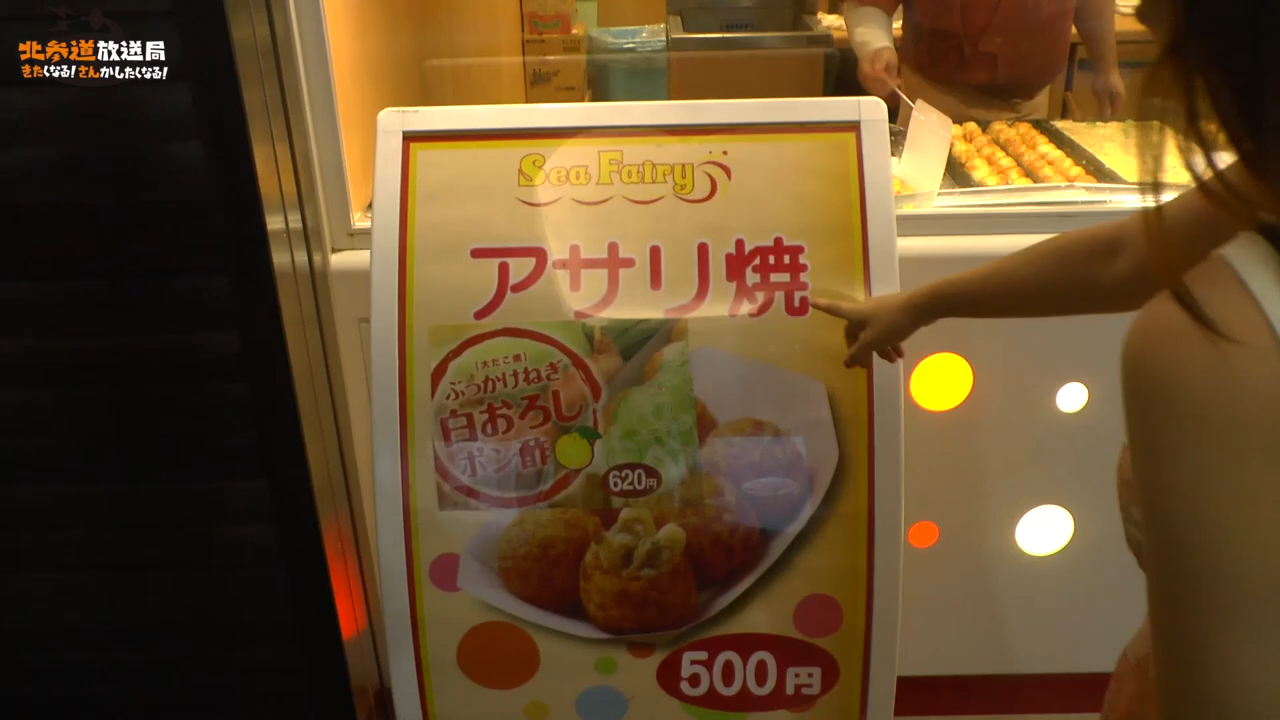 北参道放送局
きたくなる!さんかしたくなる!
Sea Fairy
アサリ焼
【大たこ焼】
ぶっかけねぎ
白おろし
ポン酢
620円
500円